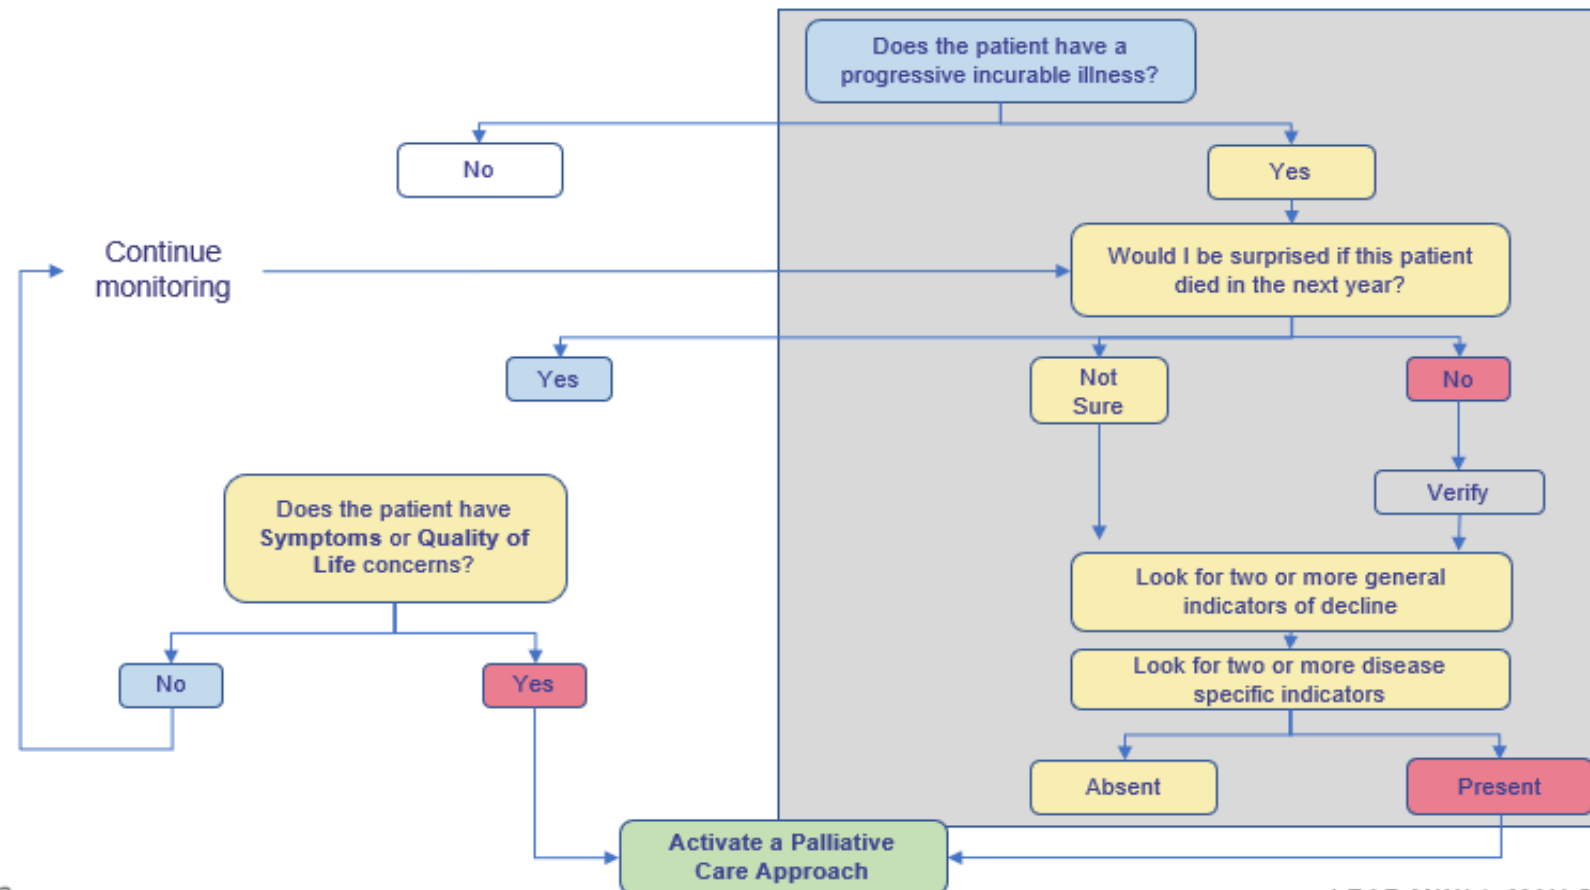 Does the patient have a
progressive incurable illness?
No
Yes
Continue
monitoring
Would I be surprised if this patient
died in the next year?
Yes
Not
Sure
No
Verify
Does the patient have
Symptoms or Quality of
Life concerns?
Look for two or more general
indicators of decline
Look for two or more disease
specific indicators
No
Yes
Absent
Present
Activate a Palliative
Care Approach